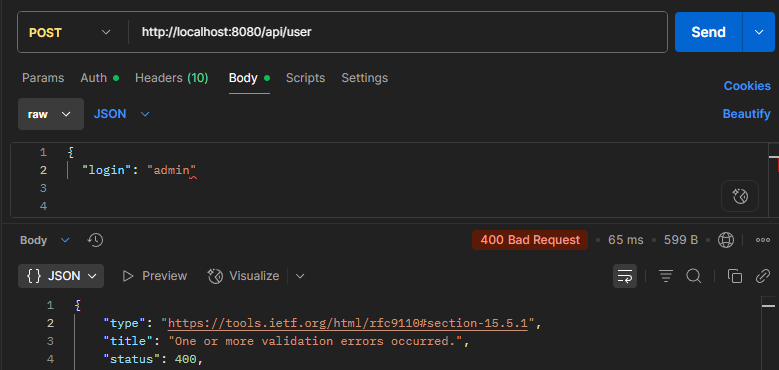 POST http://localhost:8080/api/user Send
Params Auth Headers (10) Body Scripts Settings Cookies
raw JSON Beautify
1 {
2 "login": "admin"
3
4
Body 400 Bad Request 65 ms 599 B
{} JSON Preview Visualize
1 {
2 "type": "https://tools.ietf.org/html/rfc9110#section-15.5.1",
3 "title": "One or more validation errors occurred.",
4 "status": 400,